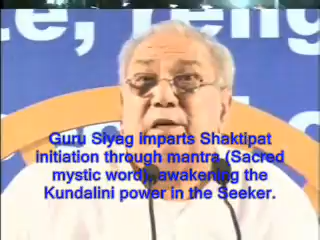 Guru Siyag imparts Shaktipat
initiation through mantra (Sacred
mystic word), awakening the
Kundalini power in the Seeker.